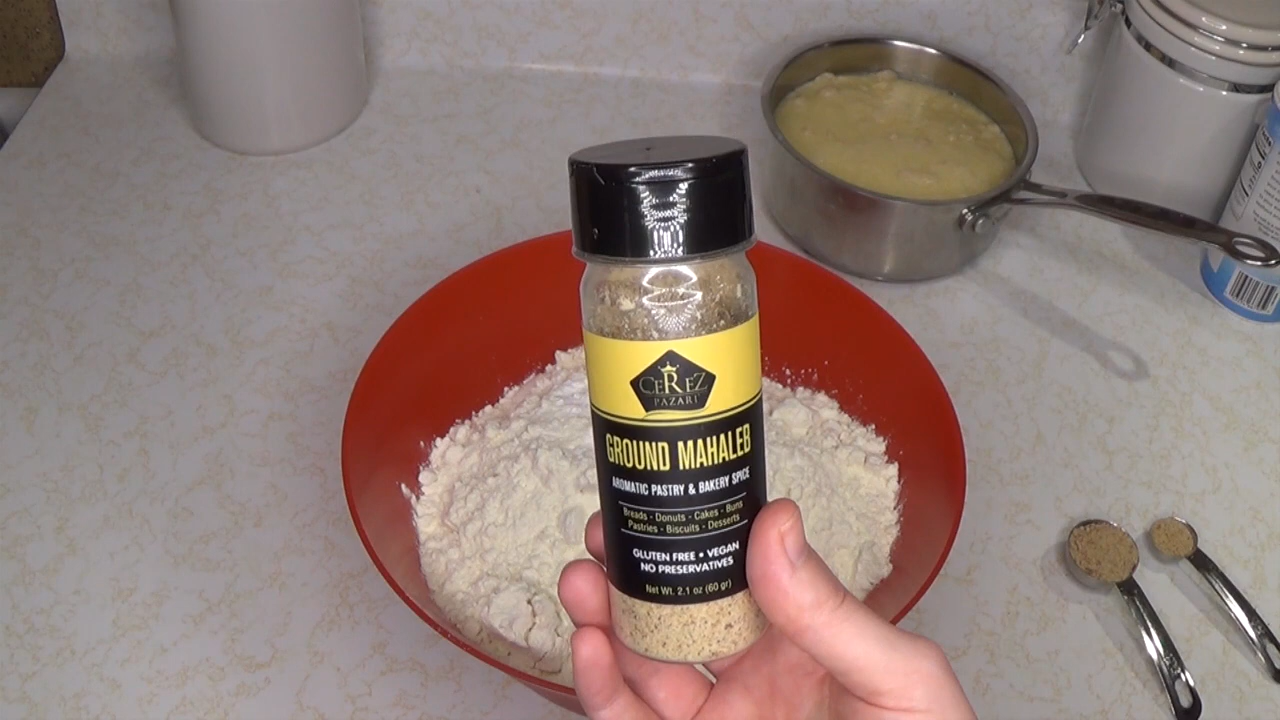 CEREZ
PAZARI
GROUND MAHALEB
AROMATIC PASTRY & BAKERY SPICE
Breads - Donuts - Cakes - Buns
Pastries - Biscuits - Desserts
GLUTEN FREE • VEGAN
NO PRESERVATIVES
Net Wt. 2.1 oz (60 gr)